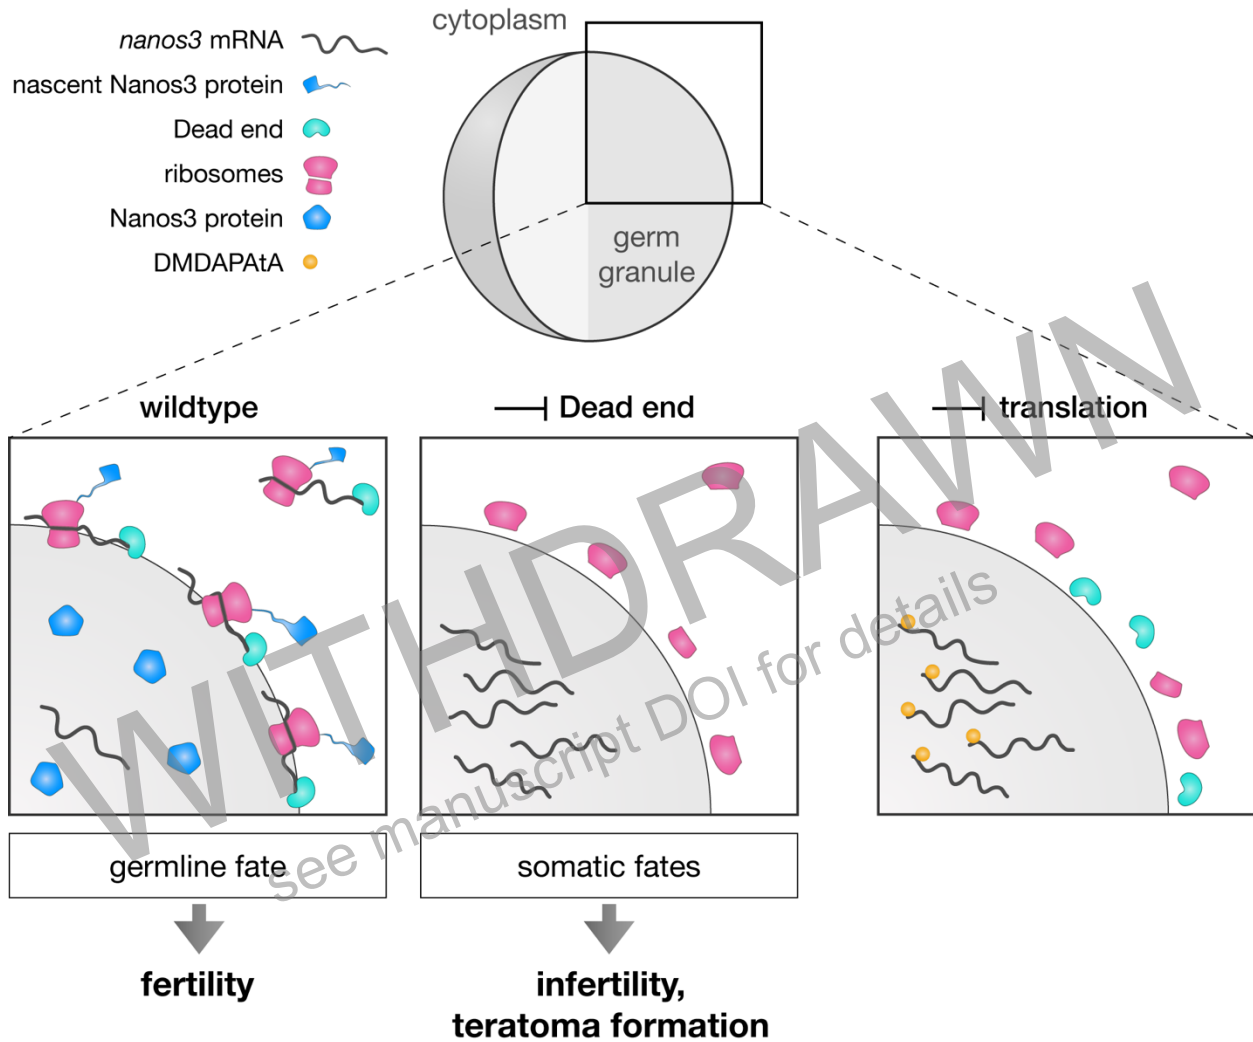 nanos3 mRNA
nascent Nanos3 protein
Dead end
ribosomes
Nanos3 protein
DMDAPAtA
cytoplasm
germ
granule
wildtype
Dead end
translation
germline fate
somatic fates
fertility
infertility,
teratoma formation
WITHDRAWN
see manuscript DOI for details